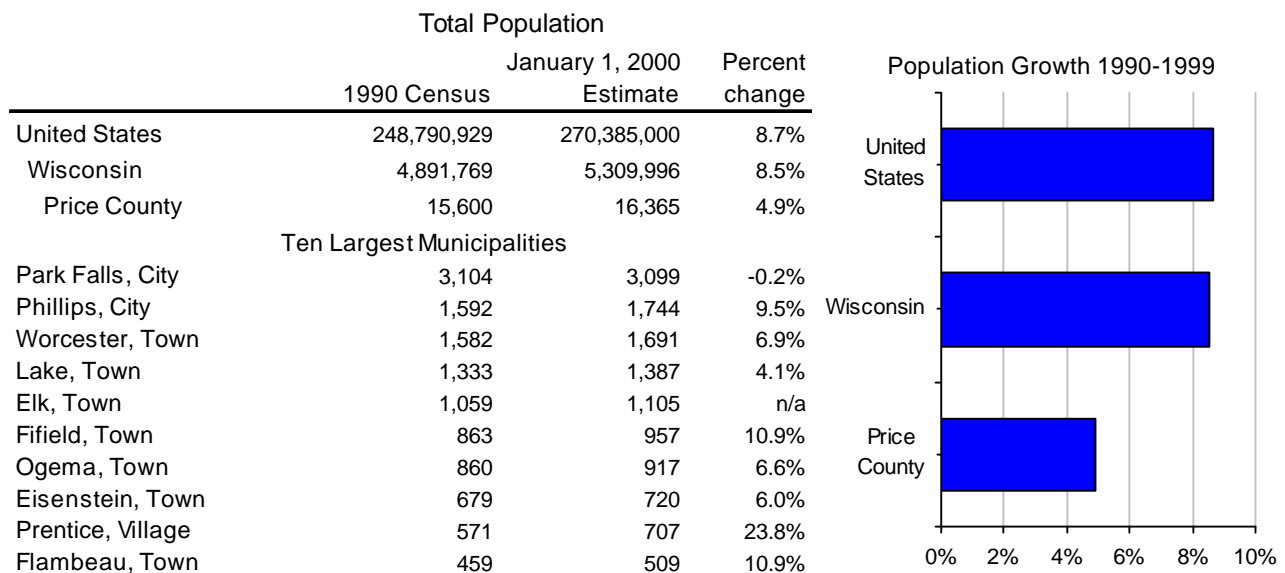 Total Population
January 1, 2000 Percent
1990 Census Estimate change
United States 248,790,929 270,385,000 8.7%
Wisconsin 4,891,769 5,309,996 8.5%
Price County 15,600 16,365 4.9%
Ten Largest Municipalities
Park Falls, City 3,104 3,099 -0.2%
Phillips, City 1,592 1,744 9.5%
Worcester, Town 1,582 1,691 6.9%
Lake, Town 1,333 1,387 4.1%
Elk, Town 1,059 1,105 n/a
Fifield, Town 863 957 10.9%
Ogema, Town 860 917 6.6%
Eisenstein, Town 679 720 6.0%
Prentice, Village 571 707 23.8%
Flambeau, Town 459 509 10.9%
Population Growth 1990-1999
United
States
Wisconsin
Price
County
0% 2% 4% 6% 8% 10%